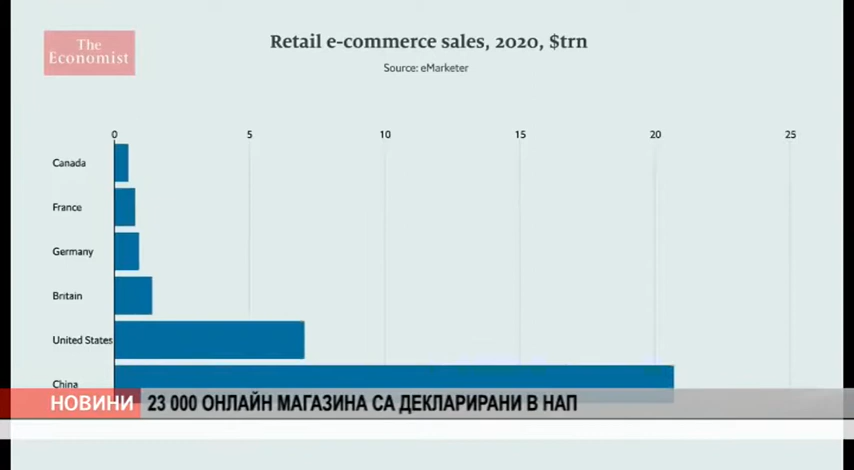 The
Economist
Retail e-commerce sales, 2020, $trn
Source: eMarketer
0 5 10 15 20 25
Canada
France
Germany
Britain
United States
China
НОВИНИ 23 000 ОНЛАЙН МАГАЗИНА СА ДЕКЛАРИРАНИ В НАП